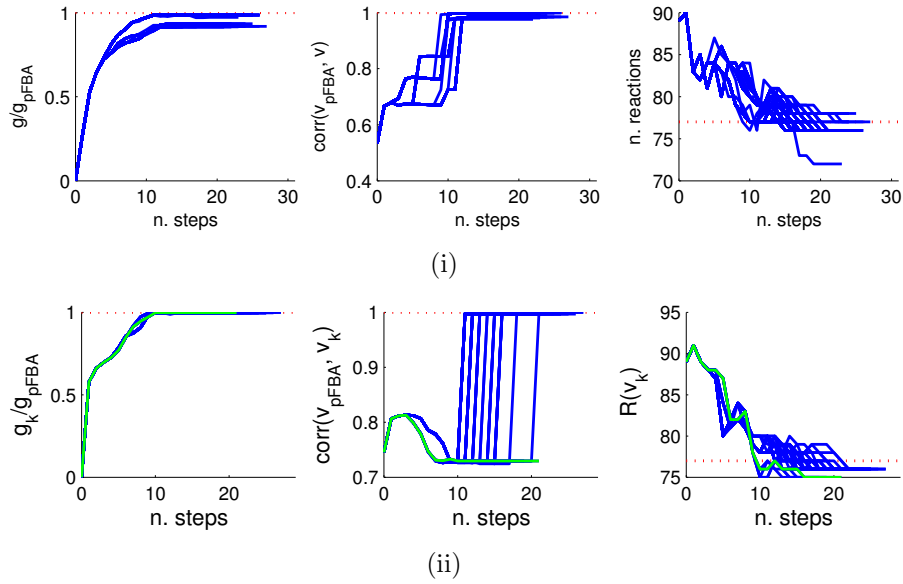 g/g_pFBA
1
0.5
0
0 10 20 30
n. steps
corr(v_pFBA, v)
1
0.8
0.6
0.4
0 10 20 30
n. steps
n. reactions
90
85
80
75
70
0 10 20 30
n. steps
(i)
g_k/g_pFBA
1
0.5
0
0 10 20
n. steps
corr(v_pFBA, v_k)
1
0.9
0.8
0.7
0 10 20
n. steps
R(v_k)
95
90
85
80
75
0 10 20
n. steps
(ii)